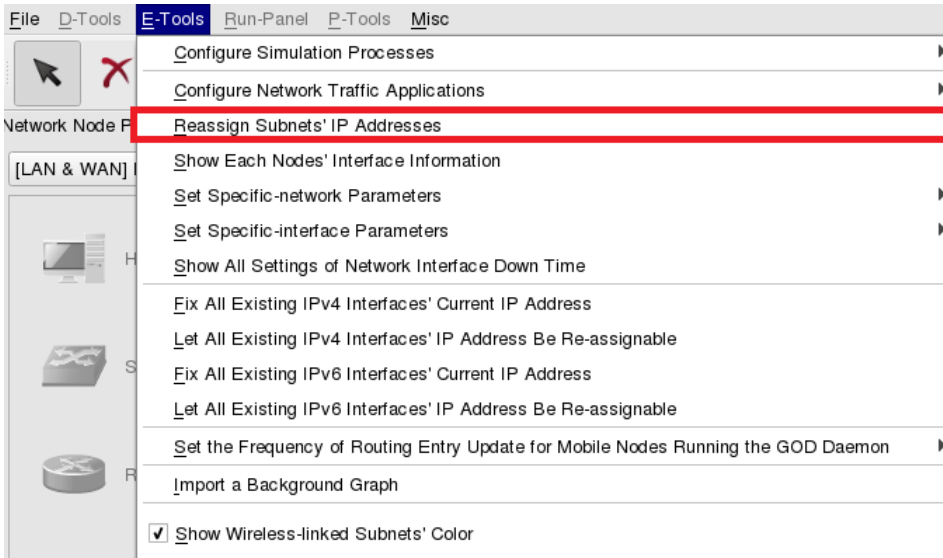 File D-Tools E-Tools Run-Panel P-Tools Misc
Configure Simulation Processes
Configure Network Traffic Applications
Network Node P
Reassign Subnets' IP Addresses
[LAN & WAN]
Show Each Nodes' Interface Information
Set Specific-network Parameters
Set Specific-interface Parameters
H
Show All Settings of Network Interface Down Time
Fix All Existing IPv4 Interfaces' Current IP Address
Let All Existing IPv4 Interfaces' IP Address Be Re-assignable
S
Fix All Existing IPv6 Interfaces' Current IP Address
Let All Existing IPv6 Interfaces' IP Address Be Re-assignable
Set the Frequency of Routing Entry Update for Mobile Nodes Running the GOD Daemon
R
Import a Background Graph
Show Wireless-linked Subnets' Color